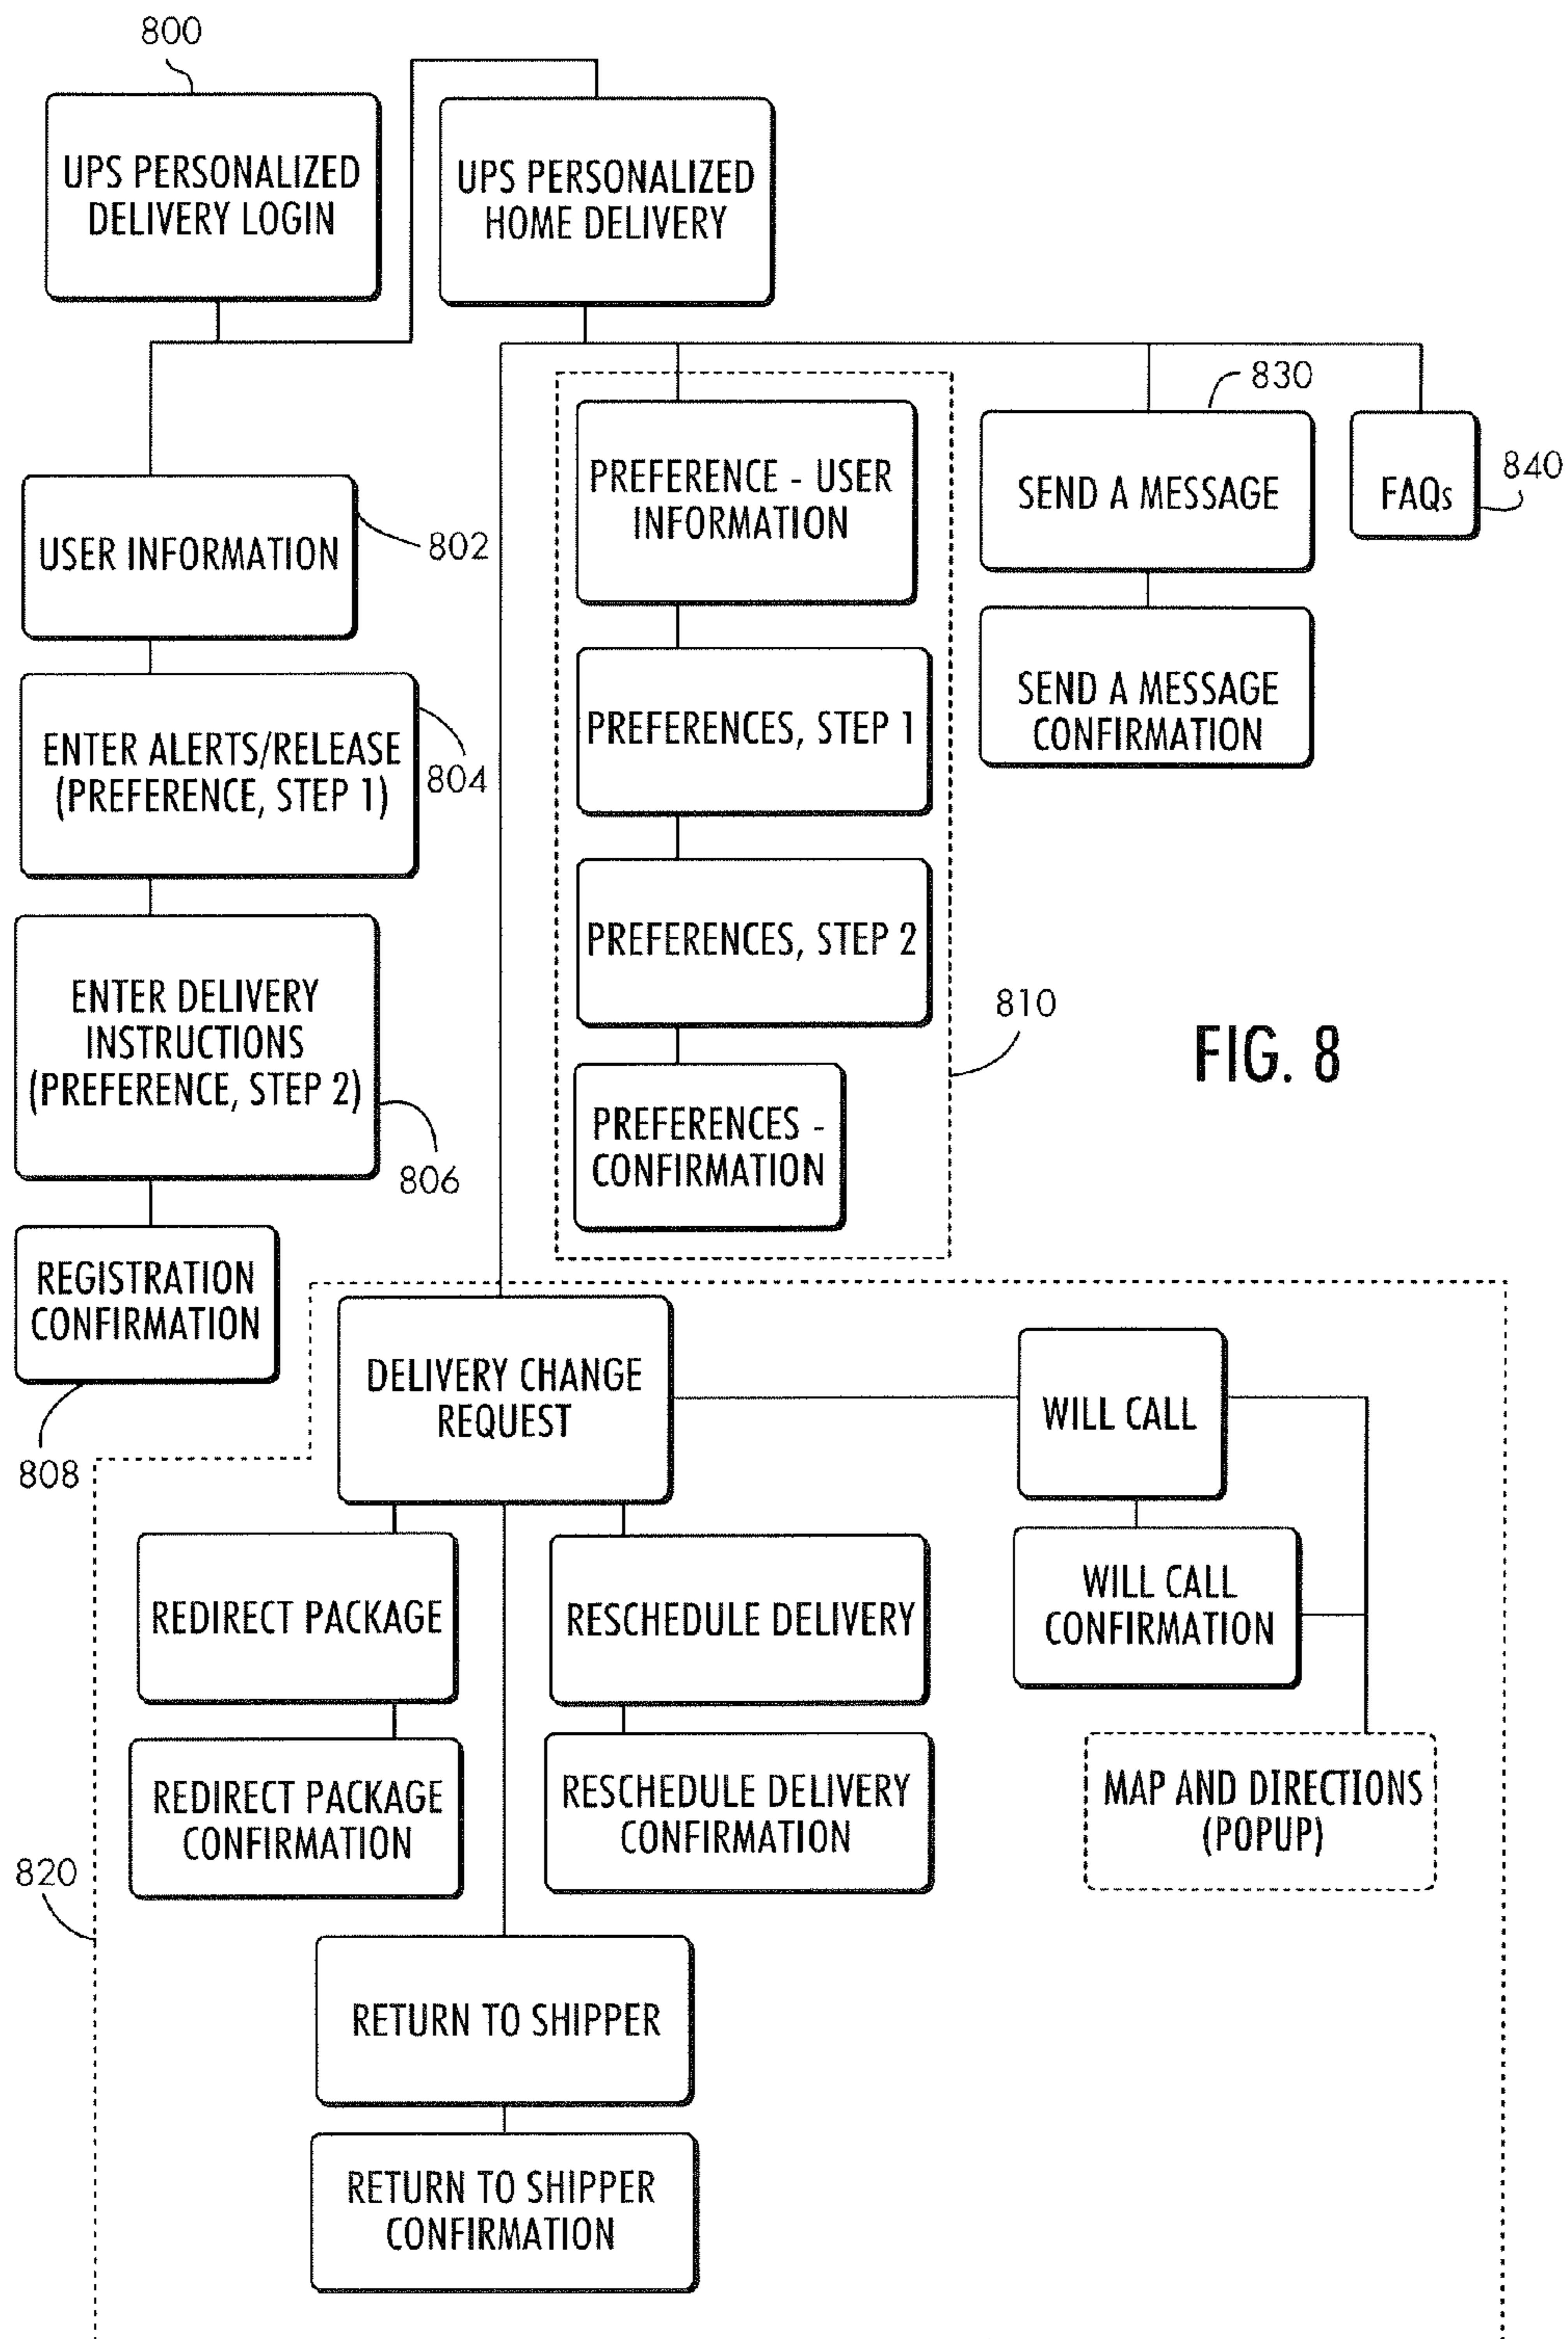 800
UPS PERSONALIZED
DELIVERY LOGIN
UPS PERSONALIZED
HOME DELIVERY
USER INFORMATION
802
ENTER ALERTS/RELEASE
(PREFERENCE, STEP 1)
804
ENTER DELIVERY
INSTRUCTIONS
(PREFERENCE, STEP 2)
806
REGISTRATION
CONFIRMATION
808
PREFERENCE - USER
INFORMATION
PREFERENCES, STEP 1
PREFERENCES, STEP 2
PREFERENCES -
CONFIRMATION
810
830
SEND A MESSAGE
SEND A MESSAGE
CONFIRMATION
FAQs
840
FIG. 8
DELIVERY CHANGE
REQUEST
WILL CALL
WILL CALL
CONFIRMATION
MAP AND DIRECTIONS
(POPUP)
REDIRECT PACKAGE
REDIRECT PACKAGE
CONFIRMATION
RESCHEDULE DELIVERY
RESCHEDULE DELIVERY
CONFIRMATION
820
RETURN TO SHIPPER
RETURN TO SHIPPER
CONFIRMATION